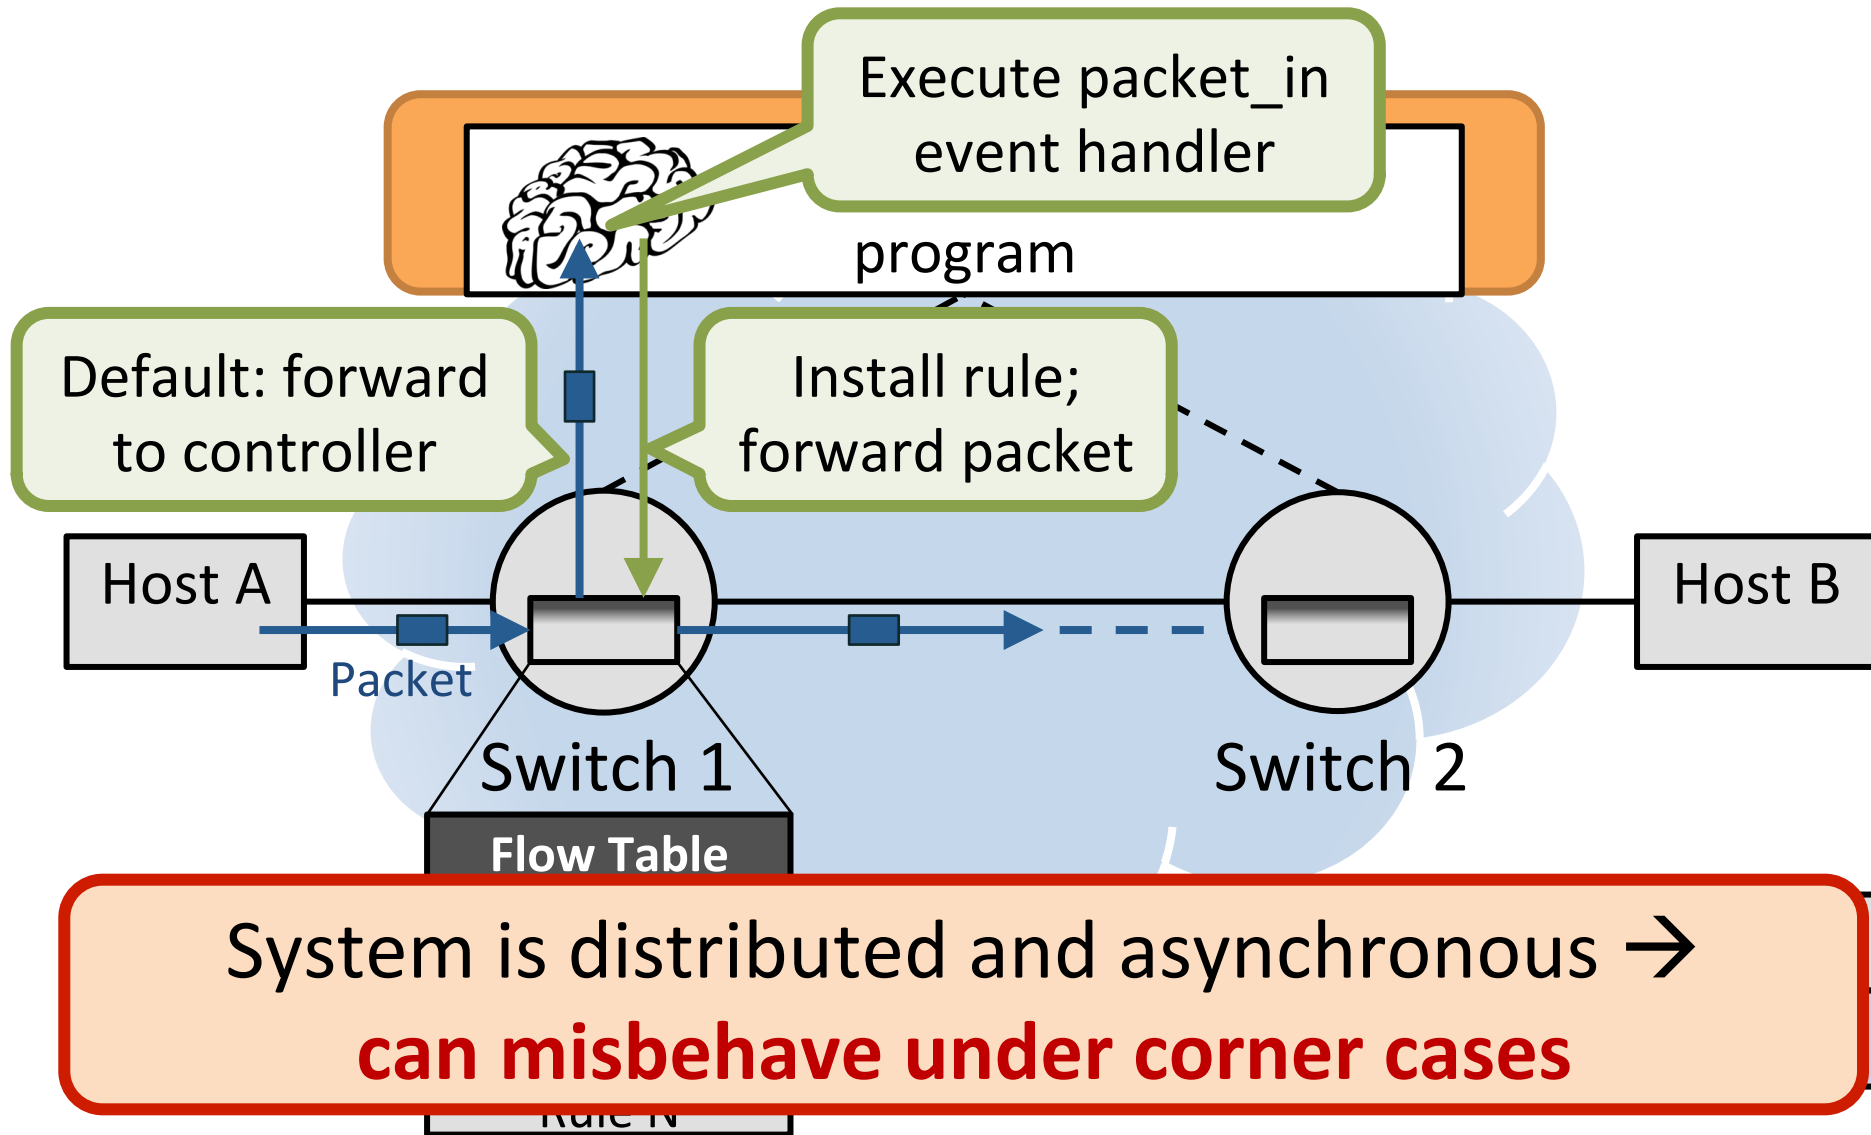 Execute packet_in
event handler
program
Default: forward
to controller
Install rule;
forward packet
Host A
Host B
Packet
Switch 1
Switch 2
Flow Table
System is distributed and asynchronous →
can misbehave under corner cases
Rule N